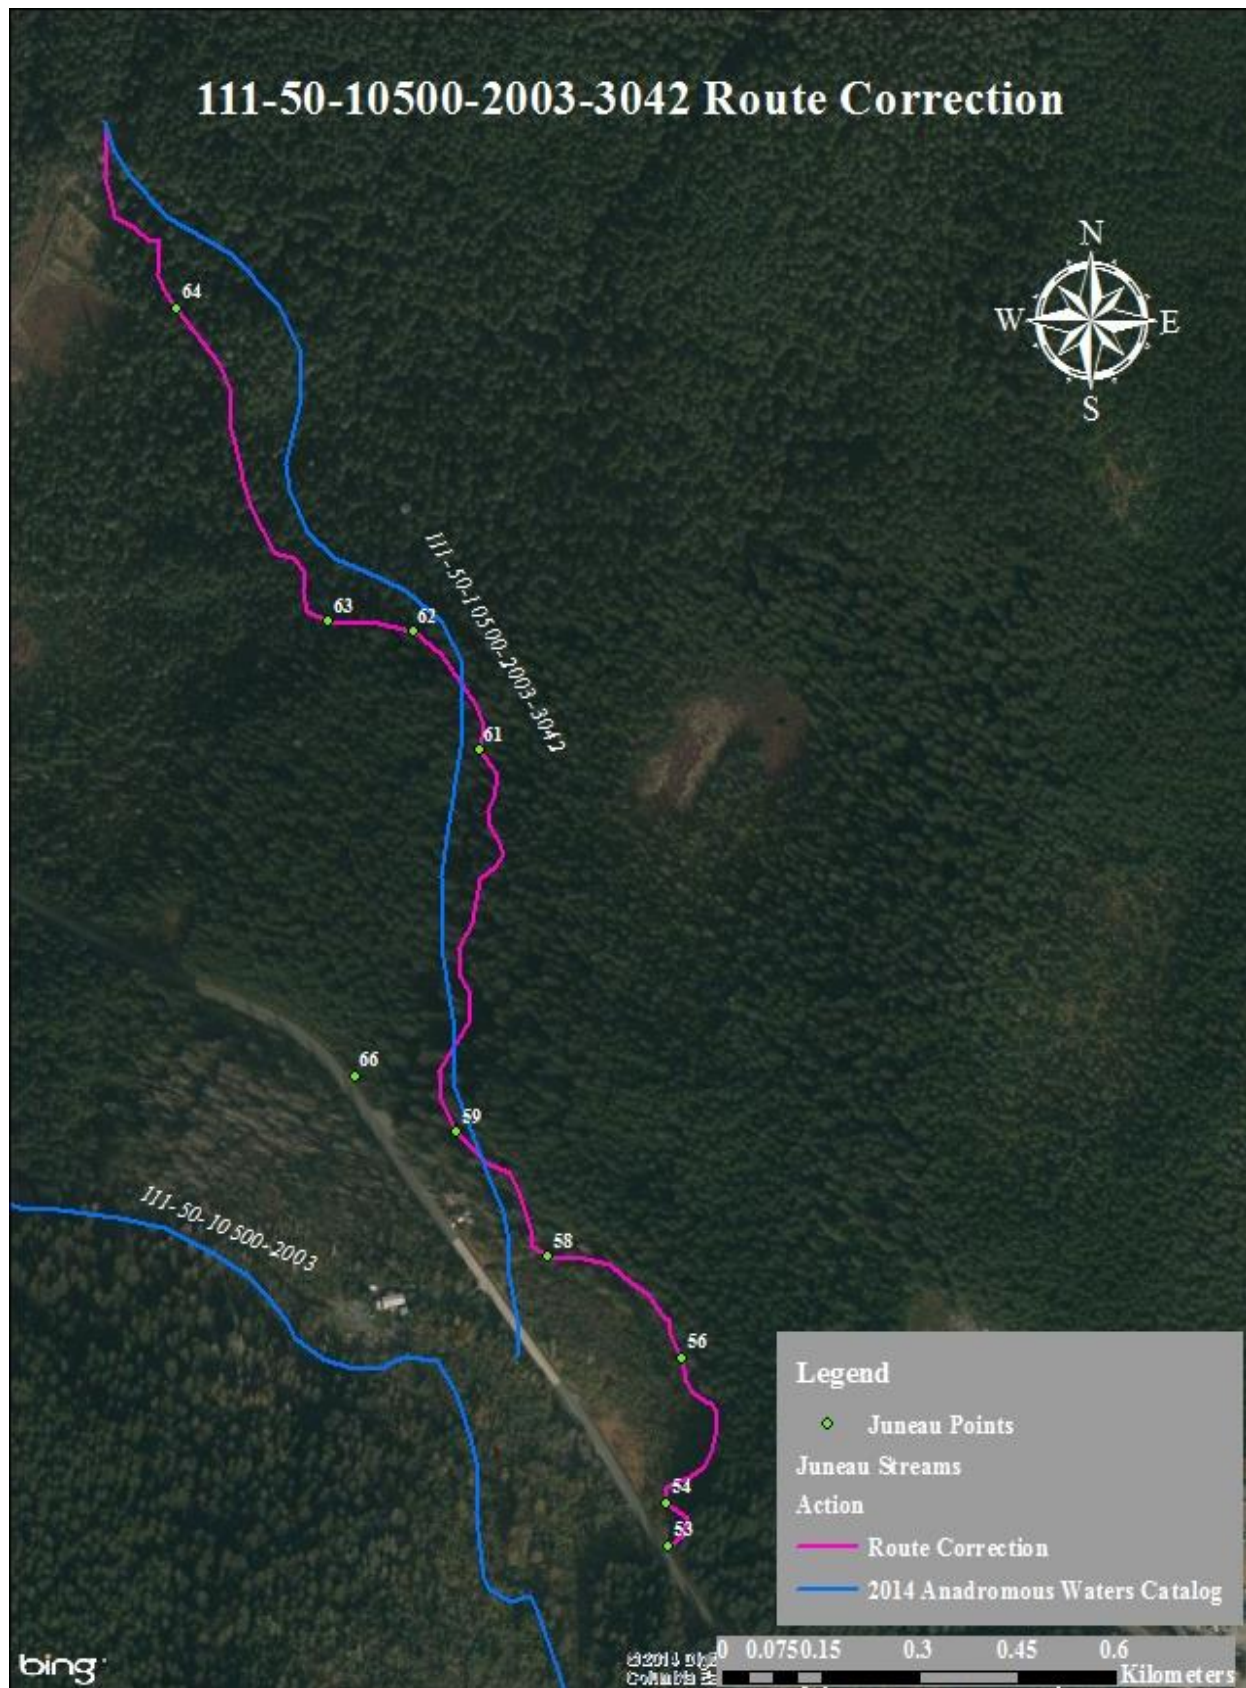 111-50-10500-2003-3042 Route Correction
N
W E
S
64
111-50-10500-2003-3042
63
62
61
66
59
111-50-10500-2003
58
56
54
53
Legend
Juneau Points
Juneau Streams
Action
Route Correction
2014 Anadromous Waters Catalog
bing
©2014
0 0.075 0.15 0.3 0.45 0.6
Kilometers